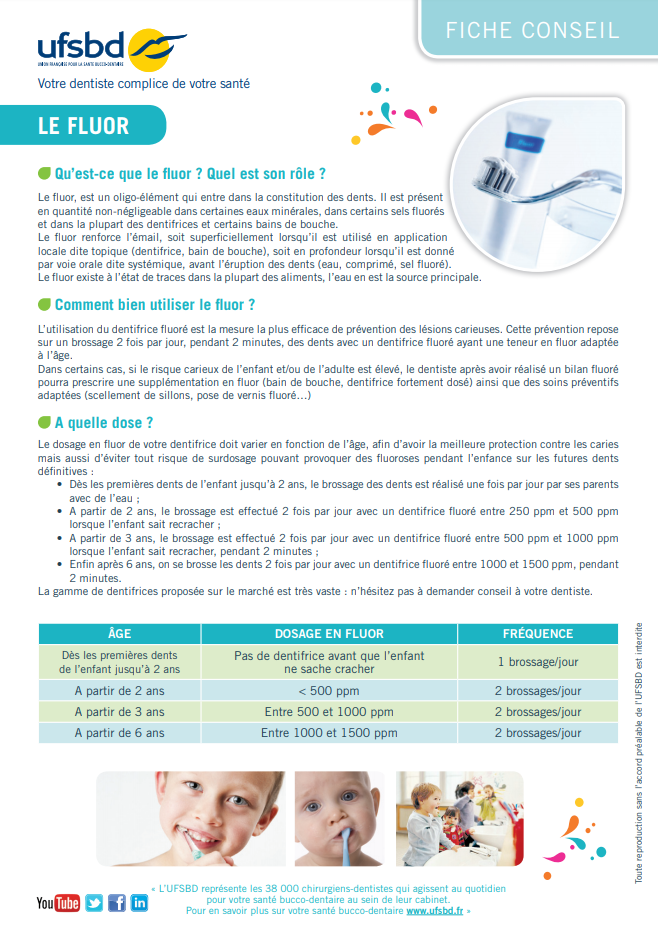 FICHE CONSEIL
ufsbd
UNION FRANÇAISE POUR LA SANTÉ BUCCO-DENTAIRE
Votre dentiste complice de votre santé
LE FLUOR
Qu’est-ce que le fluor ? Quel est son rôle ?
Le fluor, est un oligo-élément qui entre dans la constitution des dents. Il est présent
en quantité non-négligeable dans certaines eaux minérales, dans certains sels fluorés
et dans la plupart des dentifrices et certains bains de bouche.
Le fluor renforce l’émail, soit superficiellement lorsqu’il est utilisé en application
locale dite topique (dentifrice, bain de bouche), soit en profondeur lorsqu’il est donné
par voie orale dite systémique, avant l’éruption des dents (eau, comprimé, sel fluoré).
Le fluor existe à l’état de traces dans la plupart des aliments, l’eau en est la source principale.
Comment bien utiliser le fluor ?
L’utilisation du dentifrice fluoré est la mesure la plus efficace de prévention des lésions carieuses. Cette prévention repose
sur un brossage 2 fois par jour, pendant 2 minutes, des dents avec un dentifrice fluoré ayant une teneur en fluor adaptée
à l’âge.
Dans certains cas, si le risque carieux de l’enfant et/ou de l’adulte est élevé, le dentiste après avoir réalisé un bilan fluoré
pourra prescrire une supplémentation en fluor (bain de bouche, dentifrice fortement dosé) ainsi que des soins préventifs
adaptées (scellement de sillons, pose de vernis fluoré…)
A quelle dose ?
Le dosage en fluor de votre dentifrice doit varier en fonction de l’âge, afin d’avoir la meilleure protection contre les caries
mais aussi d’éviter tout risque de surdosage pouvant provoquer des fluoroses pendant l’enfance sur les futures dents
définitives :
• Dès les premières dents de l’enfant jusqu’à 2 ans, le brossage des dents est réalisé une fois par jour par ses parents
avec de l’eau ;
• A partir de 2 ans, le brossage est effectué 2 fois par jour avec un dentifrice fluoré entre 250 ppm et 500 ppm
lorsque l’enfant sait recracher ;
• A partir de 3 ans, le brossage est effectué 2 fois par jour avec un dentifrice fluoré entre 500 ppm et 1000 ppm
lorsque l’enfant sait recracher, pendant 2 minutes ;
• Enfin après 6 ans, on se brosse les dents 2 fois par jour avec un dentifrice fluoré entre 1000 et 1500 ppm, pendant
2 minutes.
La gamme de dentifrices proposée sur le marché est très vaste : n’hésitez pas à demander conseil à votre dentiste.
ÂGE DOSAGE EN FLUOR FRÉQUENCE
Dès les premières dents
de l’enfant jusqu’à 2 ans
Pas de dentifrice avant que l’enfant
ne sache cracher
1 brossage/jour
A partir de 2 ans < 500 ppm 2 brossages/jour
A partir de 3 ans Entre 500 et 1000 ppm 2 brossages/jour
A partir de 6 ans Entre 1000 et 1500 ppm 2 brossages/jour
Toute reproduction sans l’accord préalable de l’UFSBD est interdite
YouTube
f
in
« L’UFSBD représente les 38 000 chirurgiens-dentistes qui agissent au quotidien
pour votre santé bucco-dentaire au sein de leur cabinet.
Pour en savoir plus sur votre santé bucco-dentaire www.ufsbd.fr »